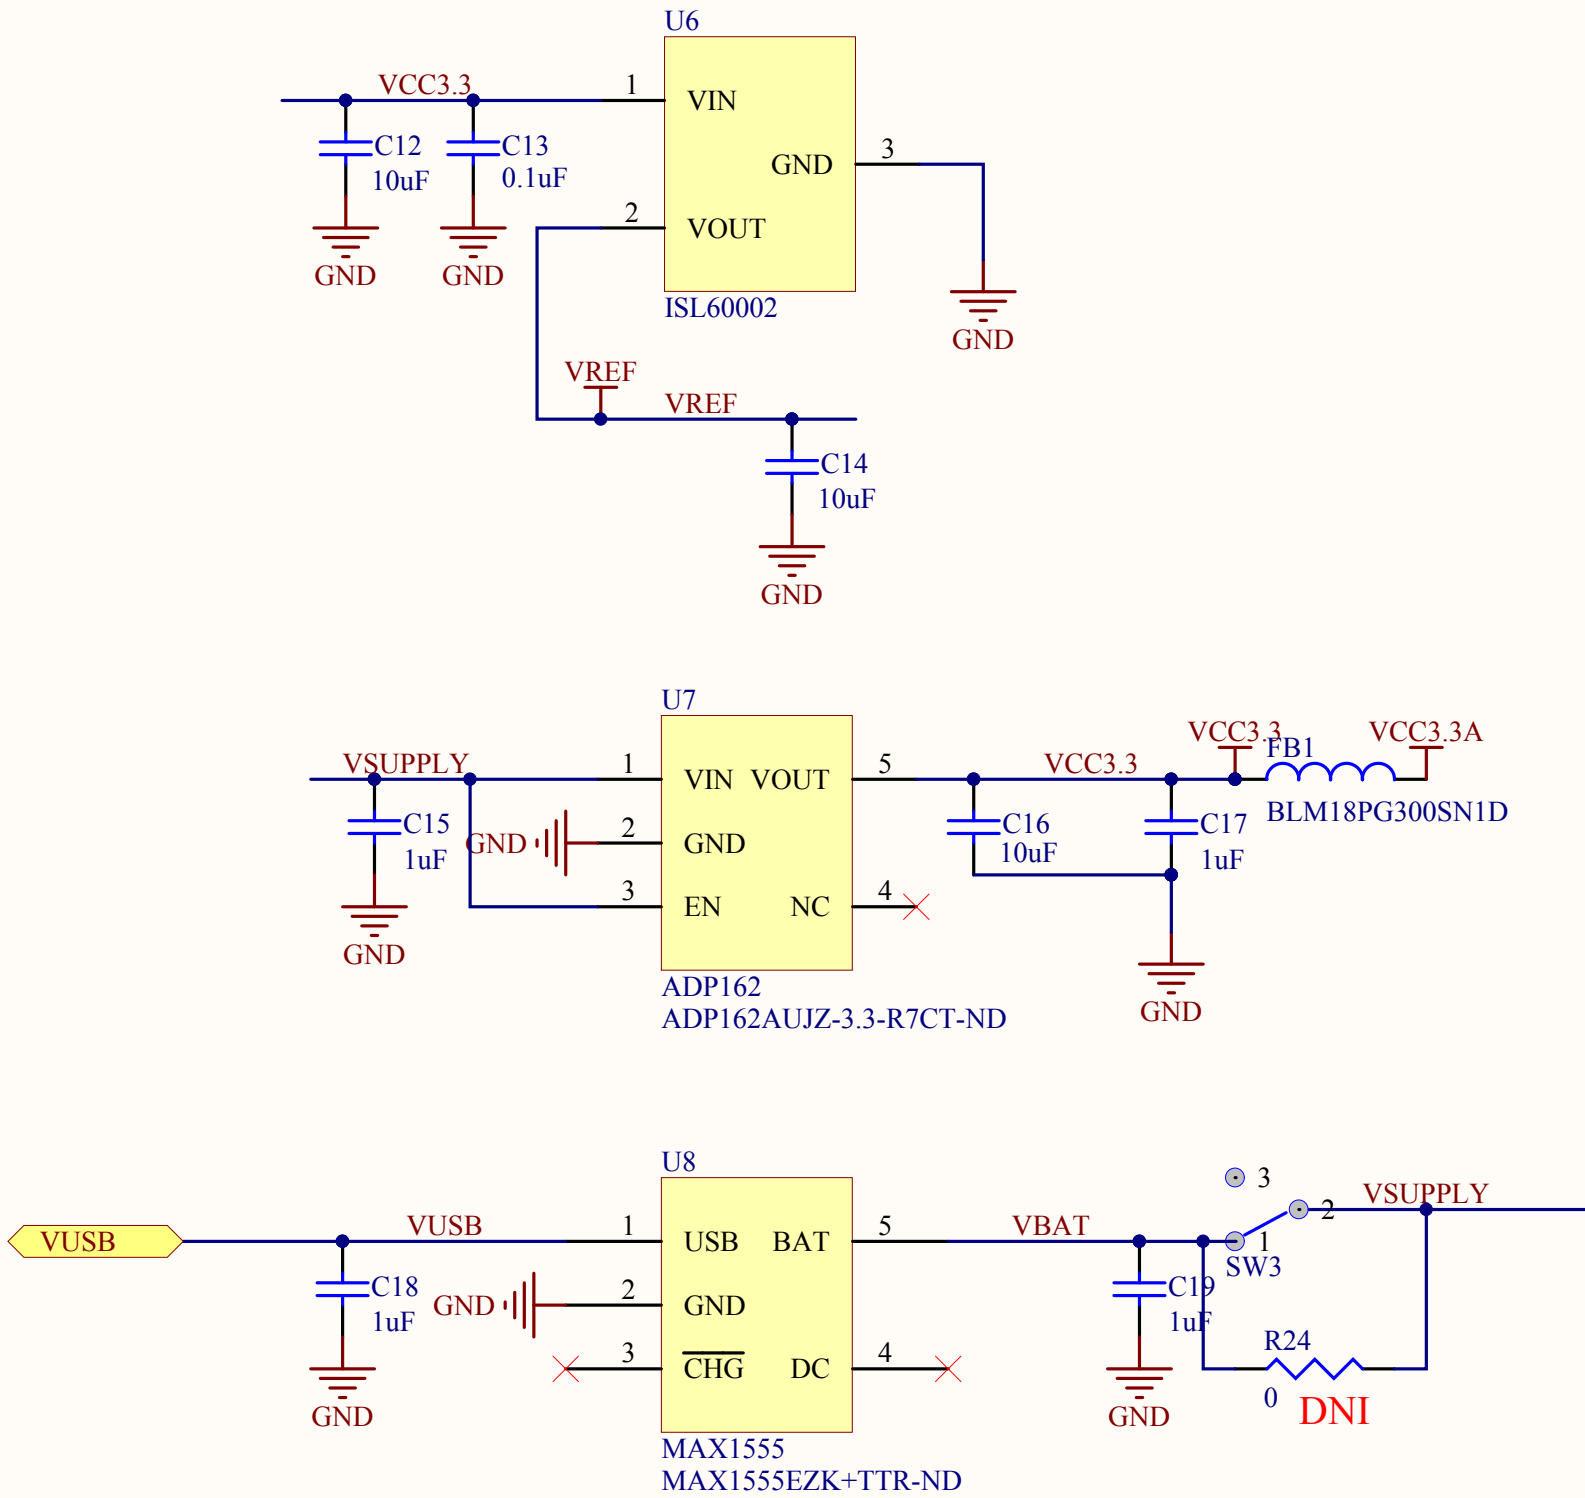 U6
VCC3.3
1
VIN
C12
10uF
C13
0.1uF
GND
3
2
VOUT
GND
GND
ISL60002
GND
VREF
VREF
C14
10uF
GND
U7
VSUPPLY
1
VIN
VOUT
5
VCC3.3
VCC3.3
FB1
VCC3.3A
BLM18PG300SN1D
C15
1uF
GND
2
GND
C16
10uF
C17
1uF
3
EN
NC
4
GND
GND
ADP162
ADP162AUJZ-3.3-R7CT-ND
U8
VUSB
VUSB
1
USB
BAT
5
VBAT
3
2
1
SW3
VSUPPLY
C18
1uF
GND
2
GND
C19
1uF
3
CHG
DC
4
R24
0
DNI
GND
GND
MAX1555
MAX1555EZK+TTR-ND